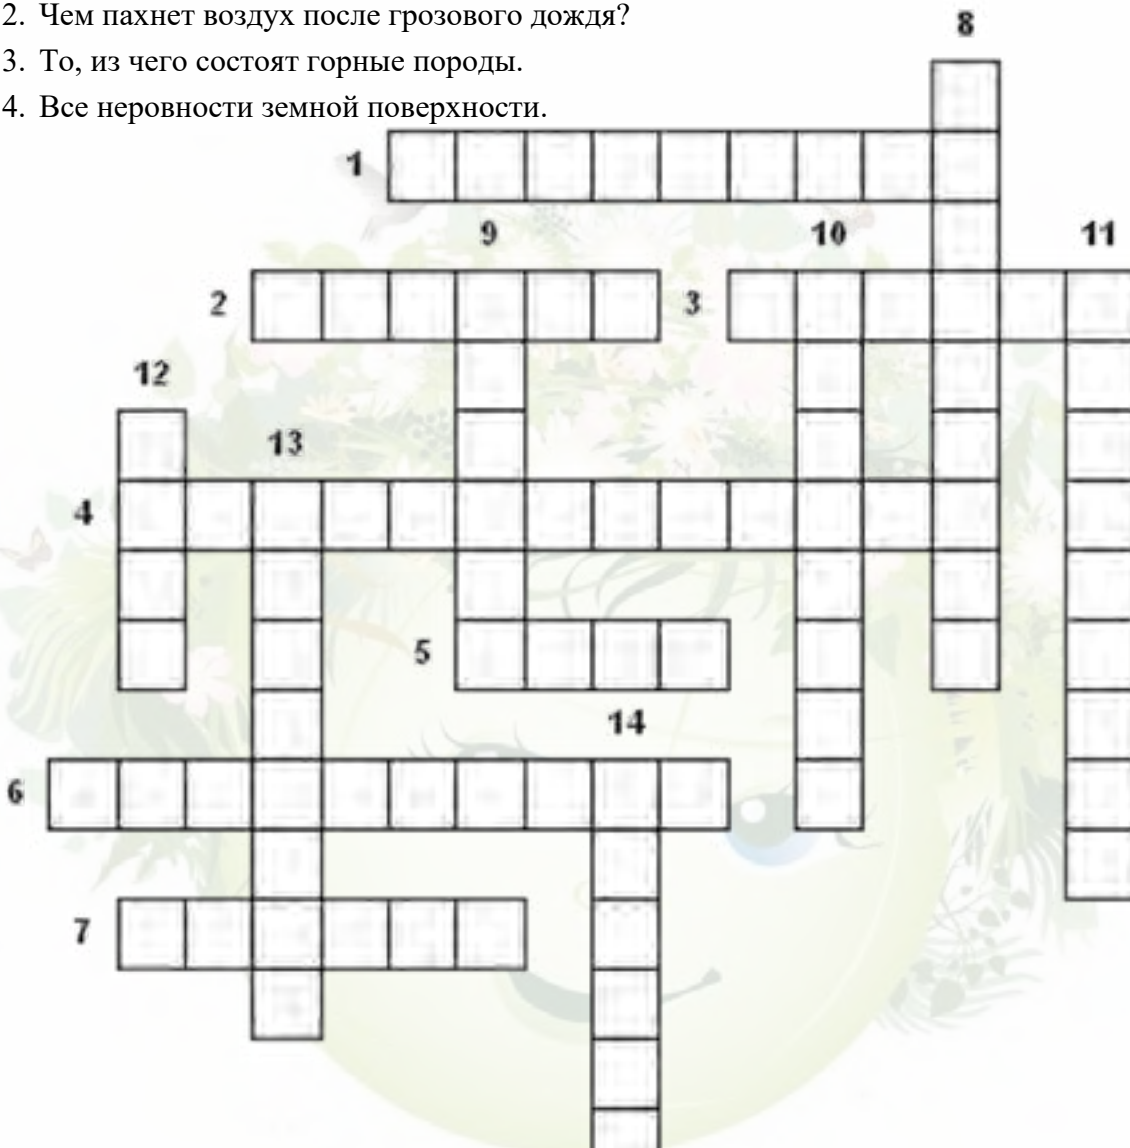 2. Чем пахнет воздух после грозового дождя?
8
3. То, из чего состоят горные породы.
4. Все неровности земной поверхности.
1
9 10 11
2 3
12
13
4
5
14
6
7